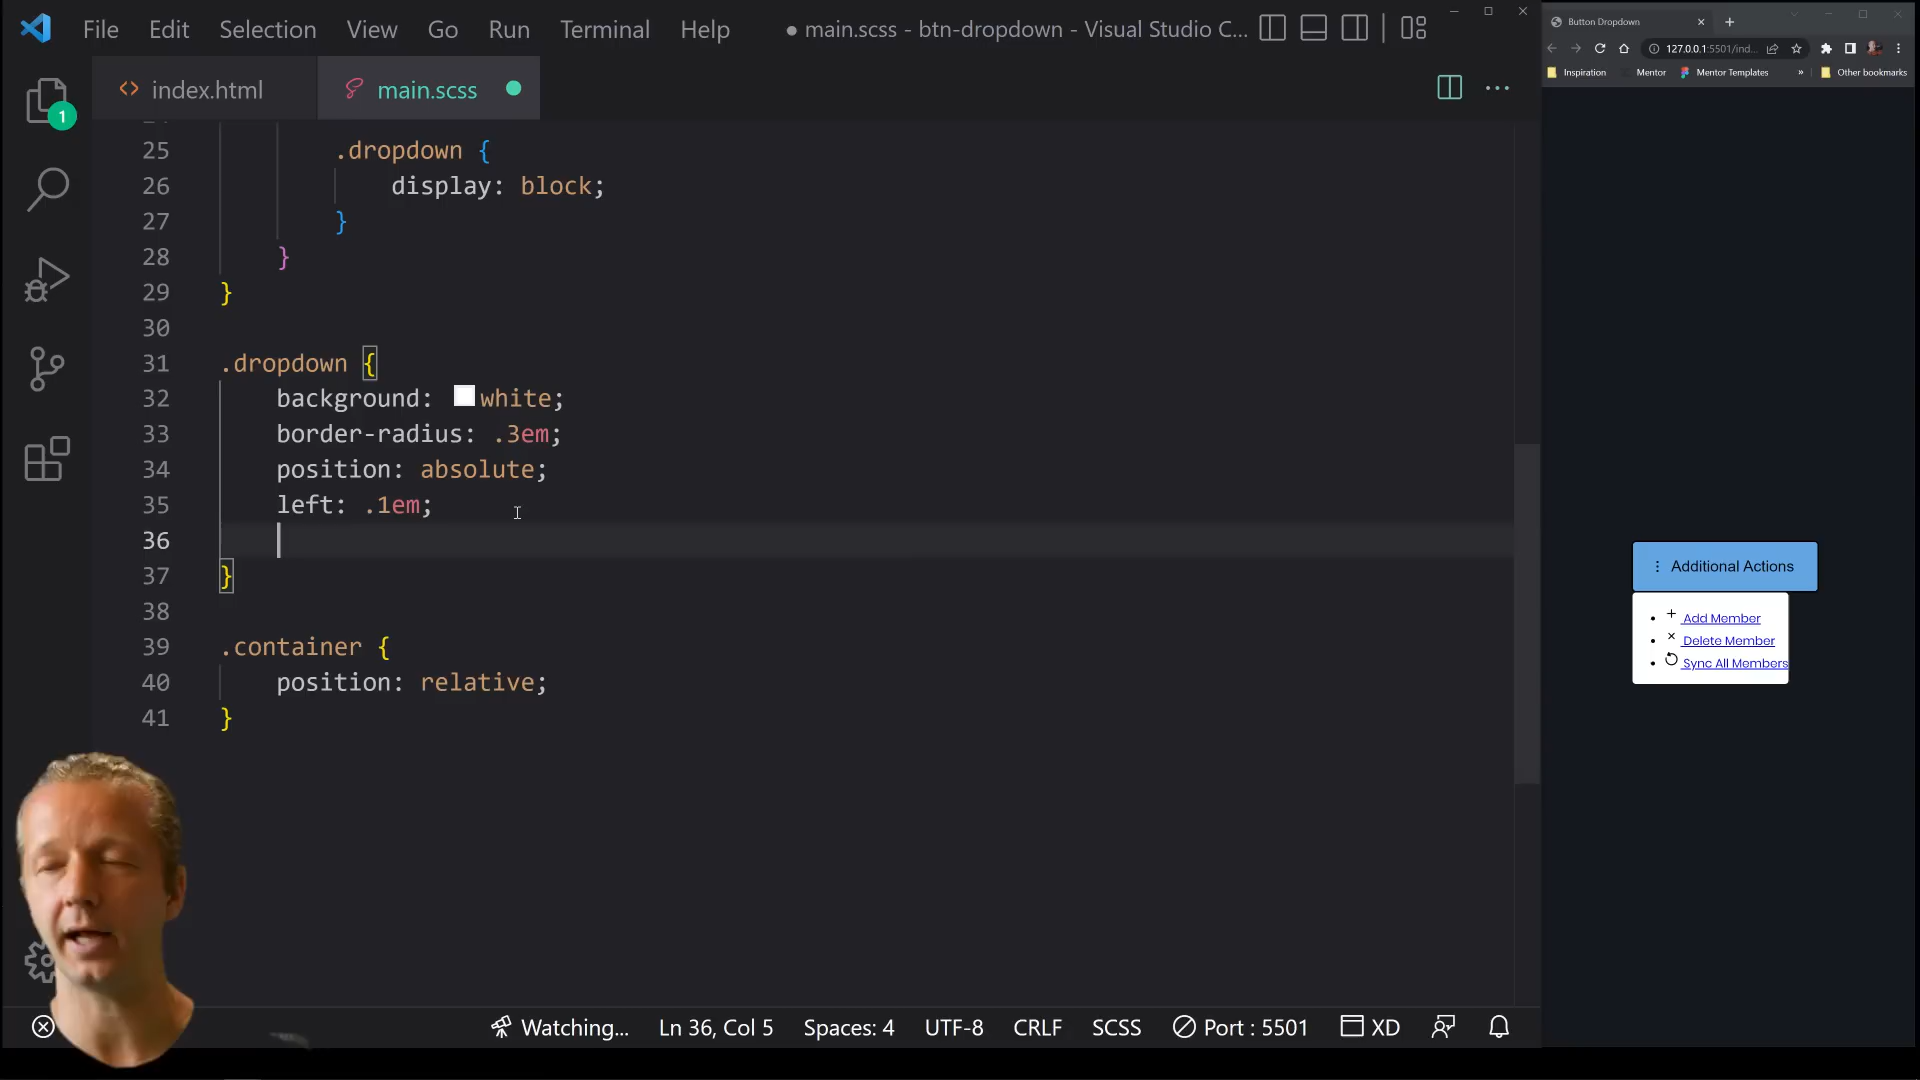 File Edit Selection View Go Run Terminal Help ● main.scss - btn-dropdown - Visual Studio C...
index.html main.scss
1
25 .dropdown {
26 display: block;
27 }
28 }
29 }
30
31 .dropdown {
32 background: white;
33 border-radius: .3em;
34 position: absolute;
35 left: .1em;
36
37 }
38
39 .container {
40 position: relative;
41 }
Watching... Ln 36, Col 5 Spaces: 4 UTF-8 CRLF SCSS Port : 5501 XD
Button Dropdown
127.0.0.1:5501/ind...
Inspiration Mentor Mentor Templates » Other bookmarks
⋮ Additional Actions
• + Add Member
• × Delete Member
• Sync All Members